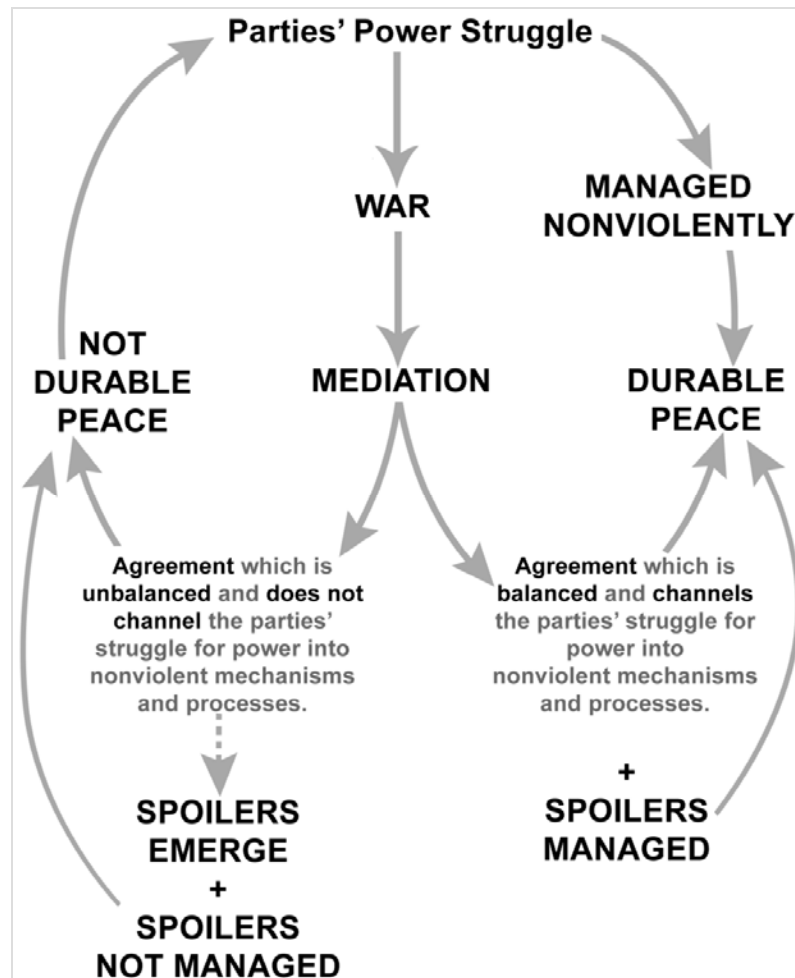 Parties’ Power Struggle
WAR
MANAGED
NONVIOLENTLY
NOT
DURABLE
PEACE
MEDIATION
DURABLE
PEACE
Agreement which is
unbalanced and does not
channel the parties’
struggle for power into
nonviolent mechanisms
and processes.
Agreement which is
balanced and channels
the parties’ struggle for
power into
nonviolent mechanisms
and processes.
SPOILERS
EMERGE
+
SPOILERS
NOT MANAGED
+
SPOILERS
MANAGED